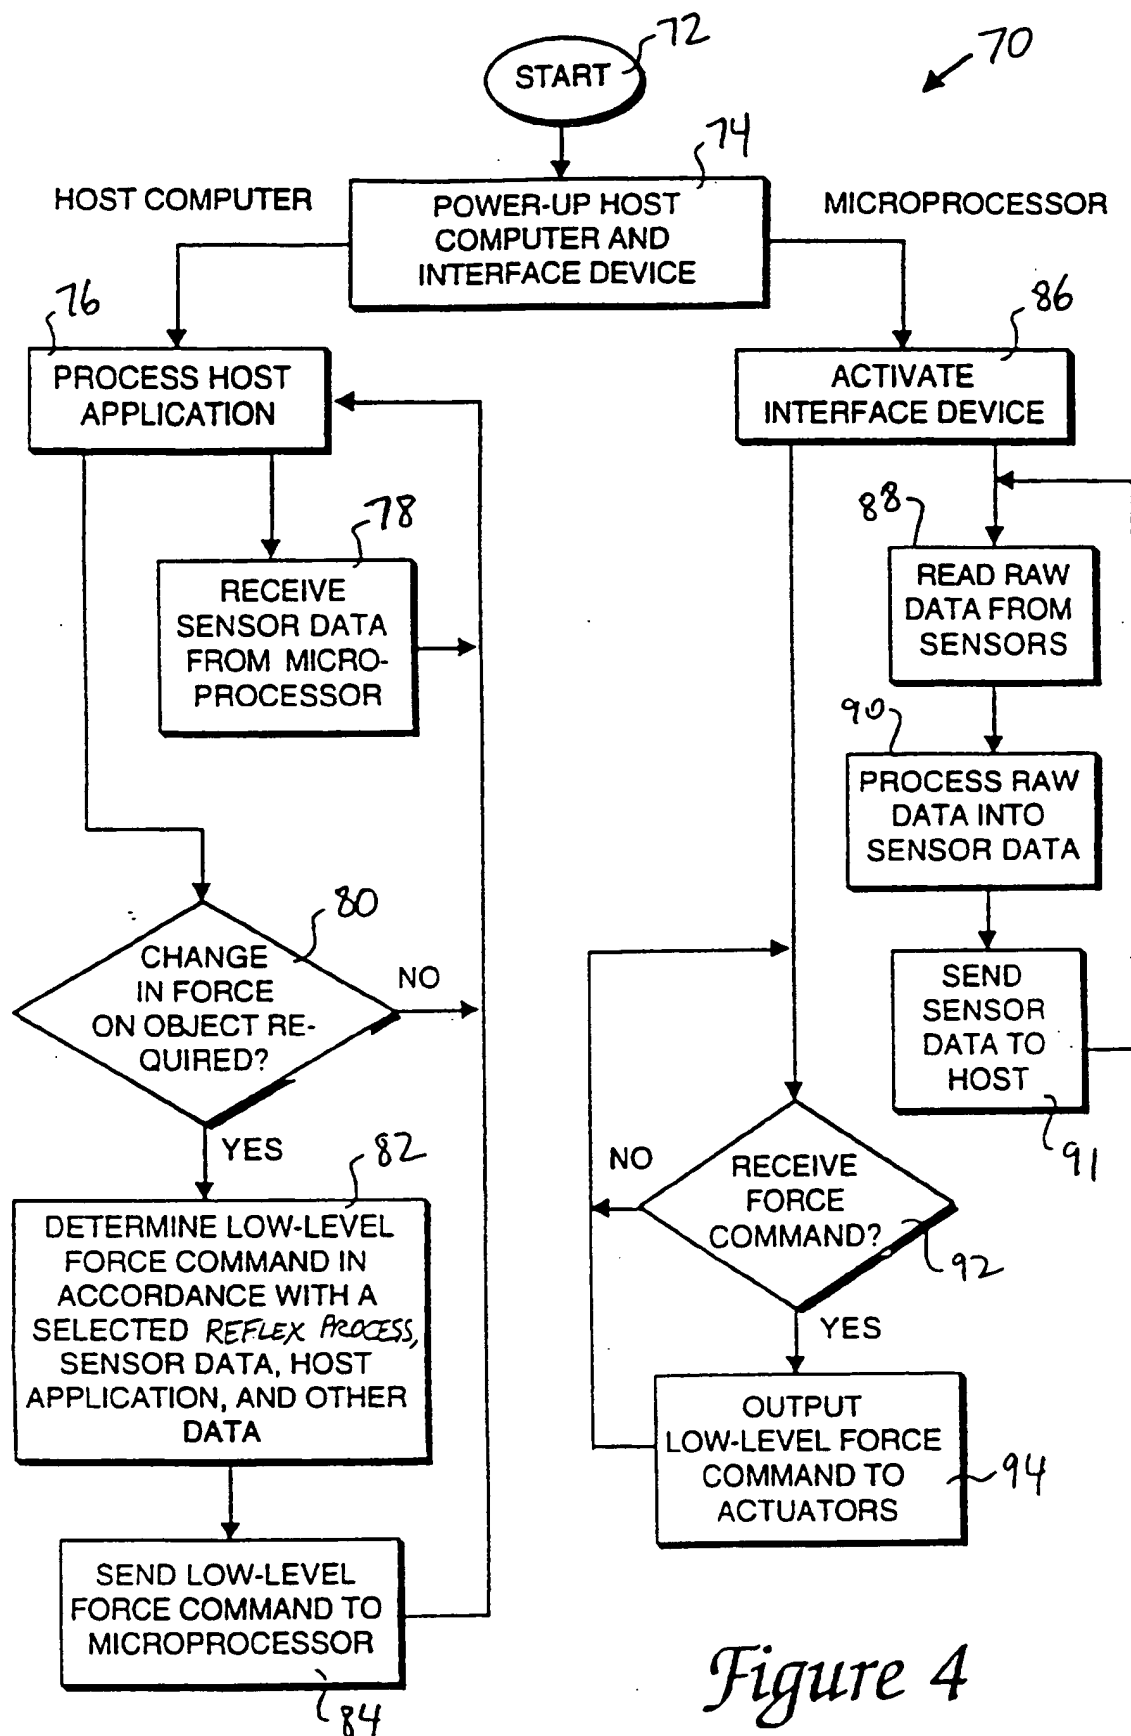 72
START
70
74
HOST COMPUTER
POWER-UP HOST
COMPUTER AND
INTERFACE DEVICE
MICROPROCESSOR
76
PROCESS HOST
APPLICATION
86
ACTIVATE
INTERFACE DEVICE
78
RECEIVE
SENSOR DATA
FROM MICRO-
PROCESSOR
88
READ RAW
DATA FROM
SENSORS
90
PROCESS RAW
DATA INTO
SENSOR DATA
80
CHANGE
IN FORCE
ON OBJECT RE-
QUIRED?
NO
YES
SEND
SENSOR
DATA TO
HOST
91
82
DETERMINE LOW-LEVEL
FORCE COMMAND IN
ACCORDANCE WITH A
SELECTED REFLEX PROCESS,
SENSOR DATA, HOST
APPLICATION, AND OTHER
DATA
NO
RECEIVE
FORCE
COMMAND?
92
YES
OUTPUT
LOW-LEVEL FORCE
COMMAND TO
ACTUATORS
94
SEND LOW-LEVEL
FORCE COMMAND TO
MICROPROCESSOR
84
Figure 4